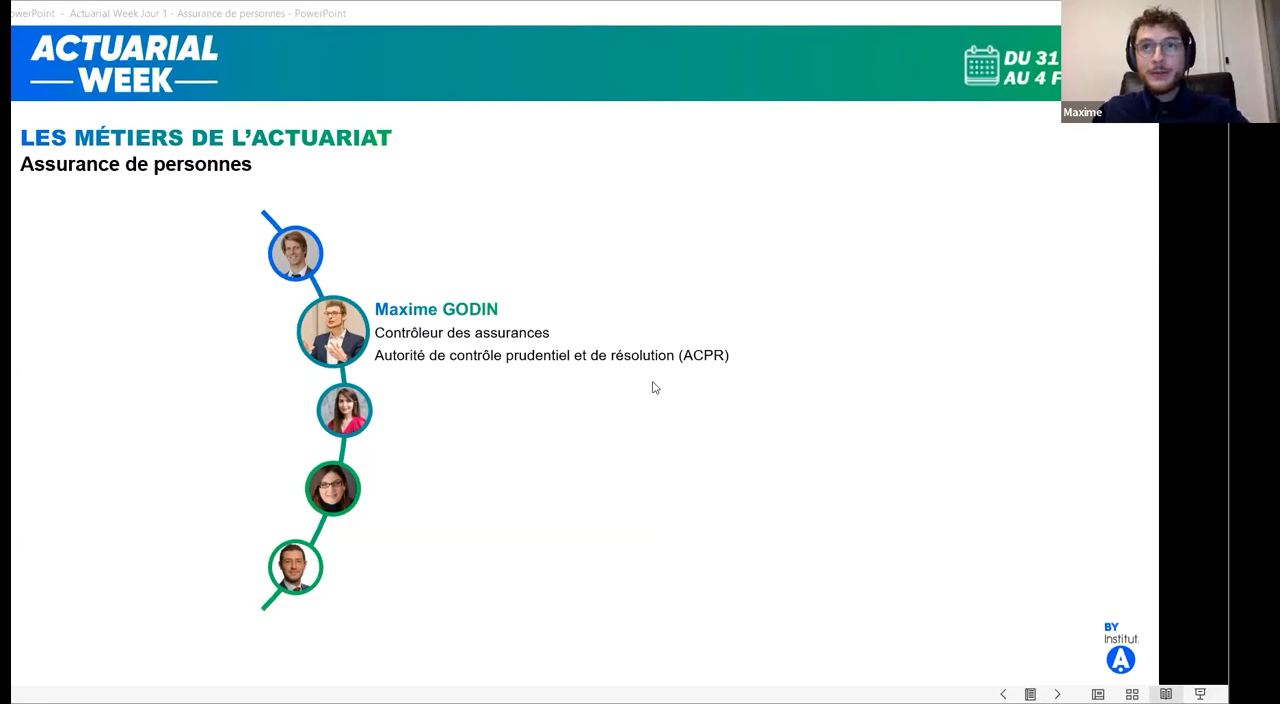 owerPoint - Actuarial Week Jour 1 - Assurance de personnes - PowerPoint
ACTUARIAL
WEEK
DU 31
AU 4 F
Maxime
LES MÉTIERS DE L'ACTUARIAT
Assurance de personnes
Maxime GODIN
Contrôleur des assurances
Autorité de contrôle prudentiel et de résolution (ACPR)
BY
Institut.
A